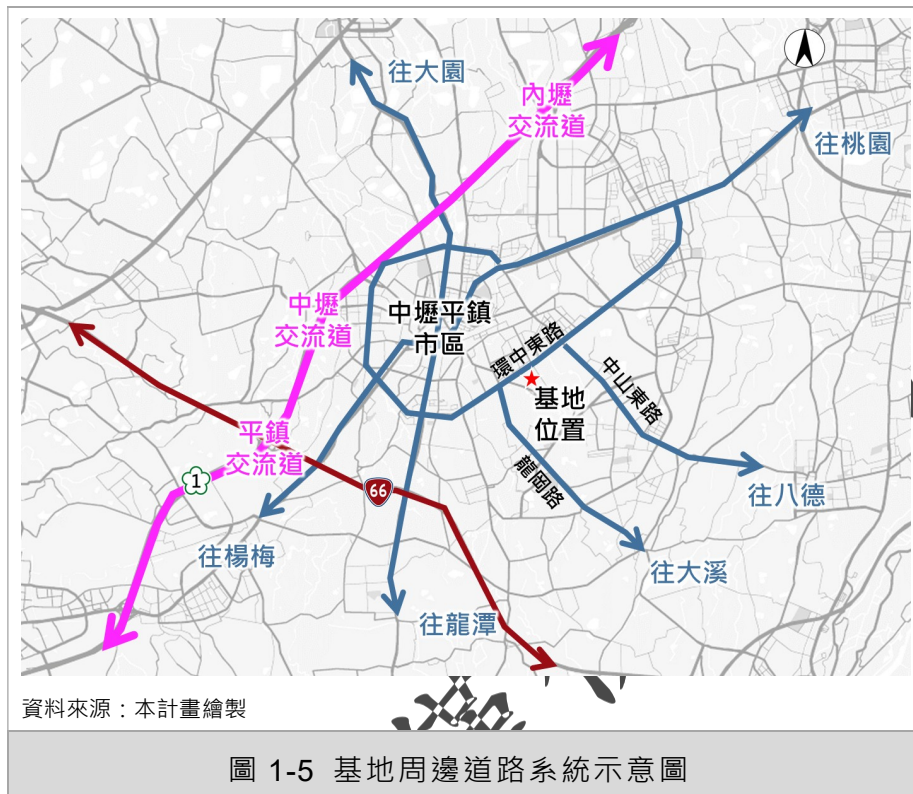 往大園
內壢
交流道
往桃園
中壢
交流道
中壢平鎮
市區
環中東路
中山東路
基地
位置
平鎮
交流道
1
66
龍岡路
往八德
往楊梅
往大溪
往龍潭
資料來源：本計畫繪製
圖 1-5 基地周邊道路系統示意圖